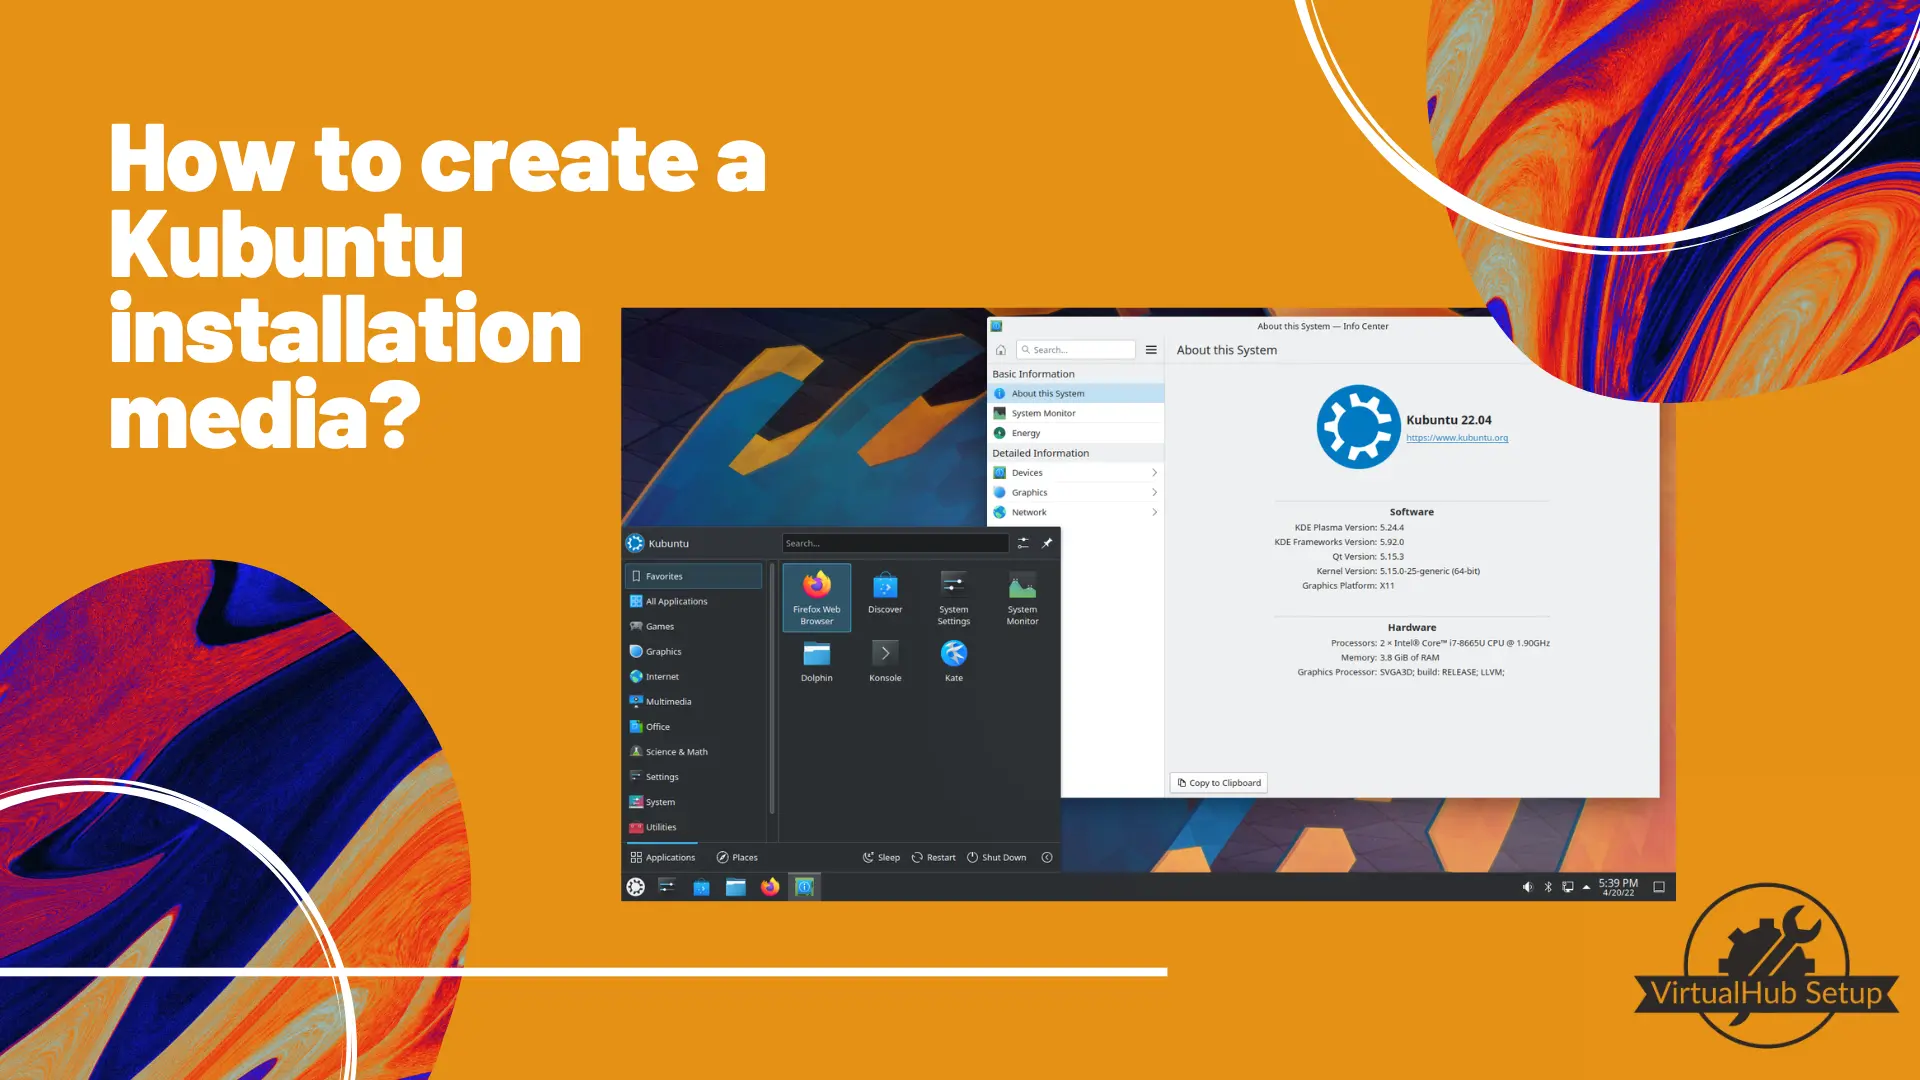 How to create a
Kubuntu
installation
media?
About this System — Info Center
Search...
About this System
Basic Information
About this System
System Monitor
Energy
Detailed Information
Devices
Graphics
Network
Kubuntu 22.04
https://www.kubuntu.org
Software
KDE Plasma Version: 5.24.4
KDE Frameworks Version: 5.92.0
Qt Version: 5.15.3
Kernel Version: 5.15.0-25-generic (64-bit)
Graphics Platform: X11
Hardware
Processors: 2 × Intel® Core™ i7-8665U CPU @ 1.90GHz
Memory: 3.8 GiB of RAM
Graphics Processor: SVGA3D; build: RELEASE; LLVM;
Copy to Clipboard
Kubuntu
Search...
Favorites
All Applications
Games
Graphics
Internet
Multimedia
Office
Science & Math
Settings
System
Utilities
Firefox Web
Browser
Discover
System
Settings
System
Monitor
Dolphin
Konsole
Kate
Applications
Places
Sleep
Restart
Shut Down
5:39 PM
4/20/22
VirtualHub Setup